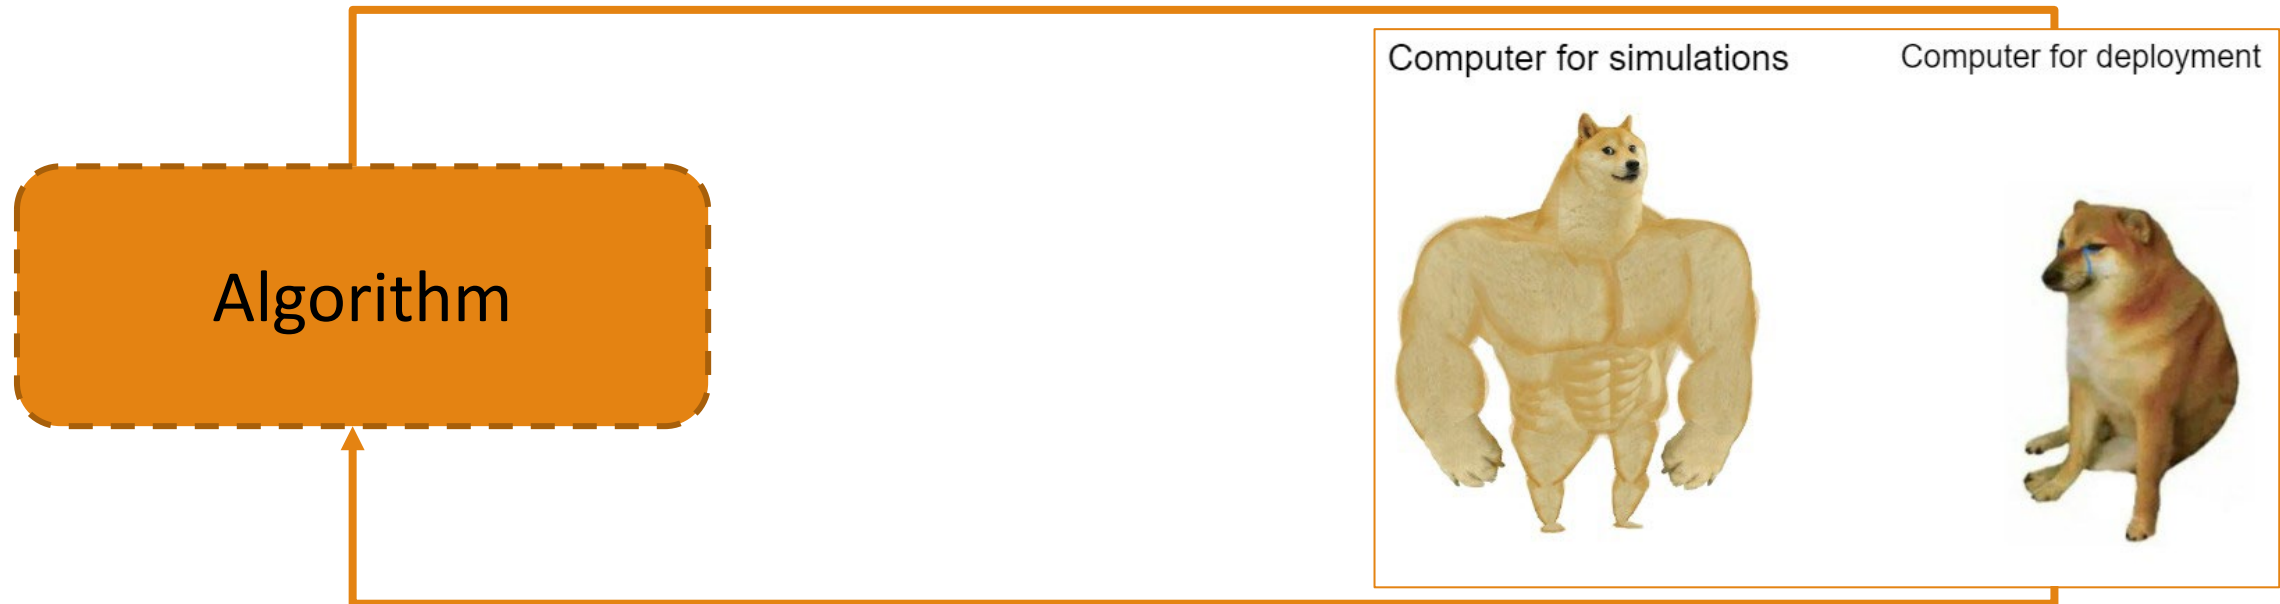 Computer for simulations
Computer for deployment
Algorithm